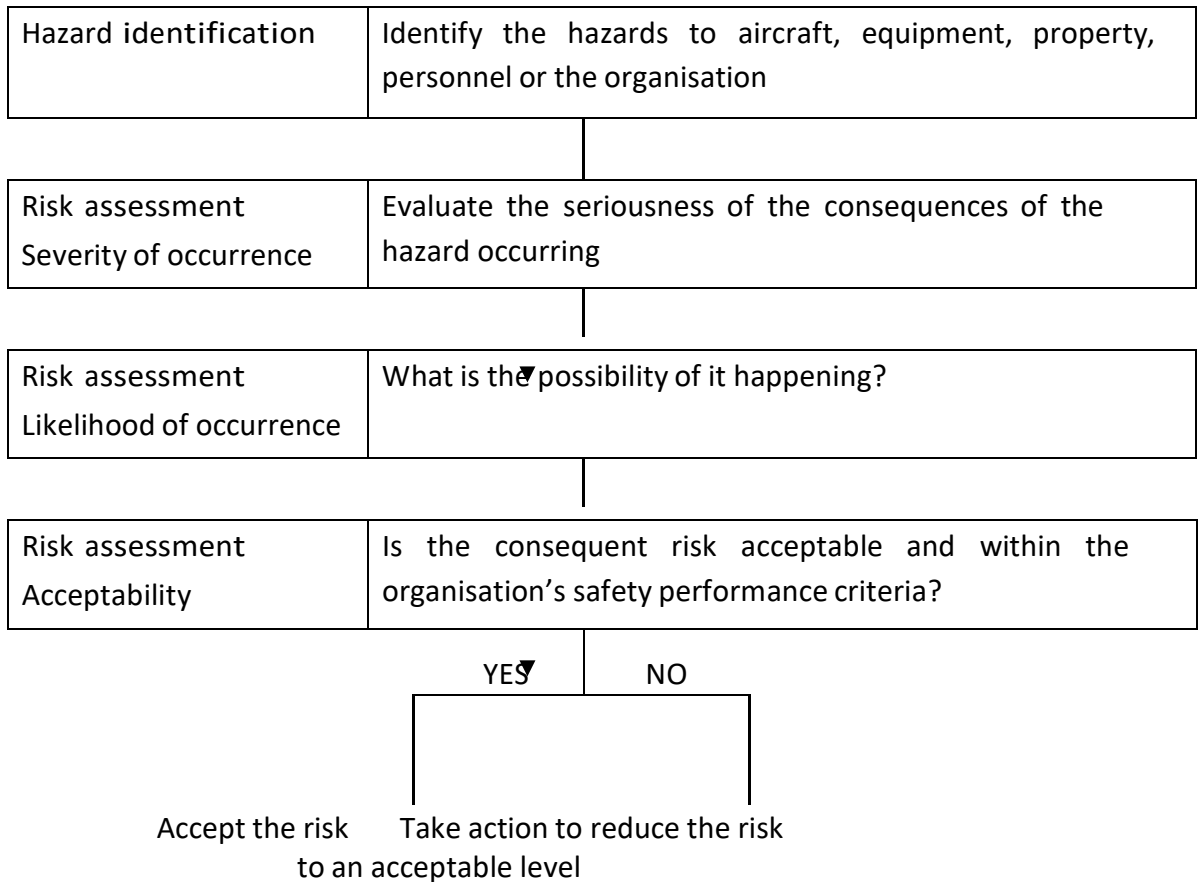 Hazard identification
Identify the hazards to aircraft, equipment, property,
personnel or the organisation
Risk assessment
Severity of occurrence
Evaluate the seriousness of the consequences of the
hazard occurring
Risk assessment
Likelihood of occurrence
What is the possibility of it happening?
Risk assessment
Acceptability
Is the consequent risk acceptable and within the
organisation’s safety performance criteria?
YES NO
Accept the risk Take action to reduce the risk
to an acceptable level